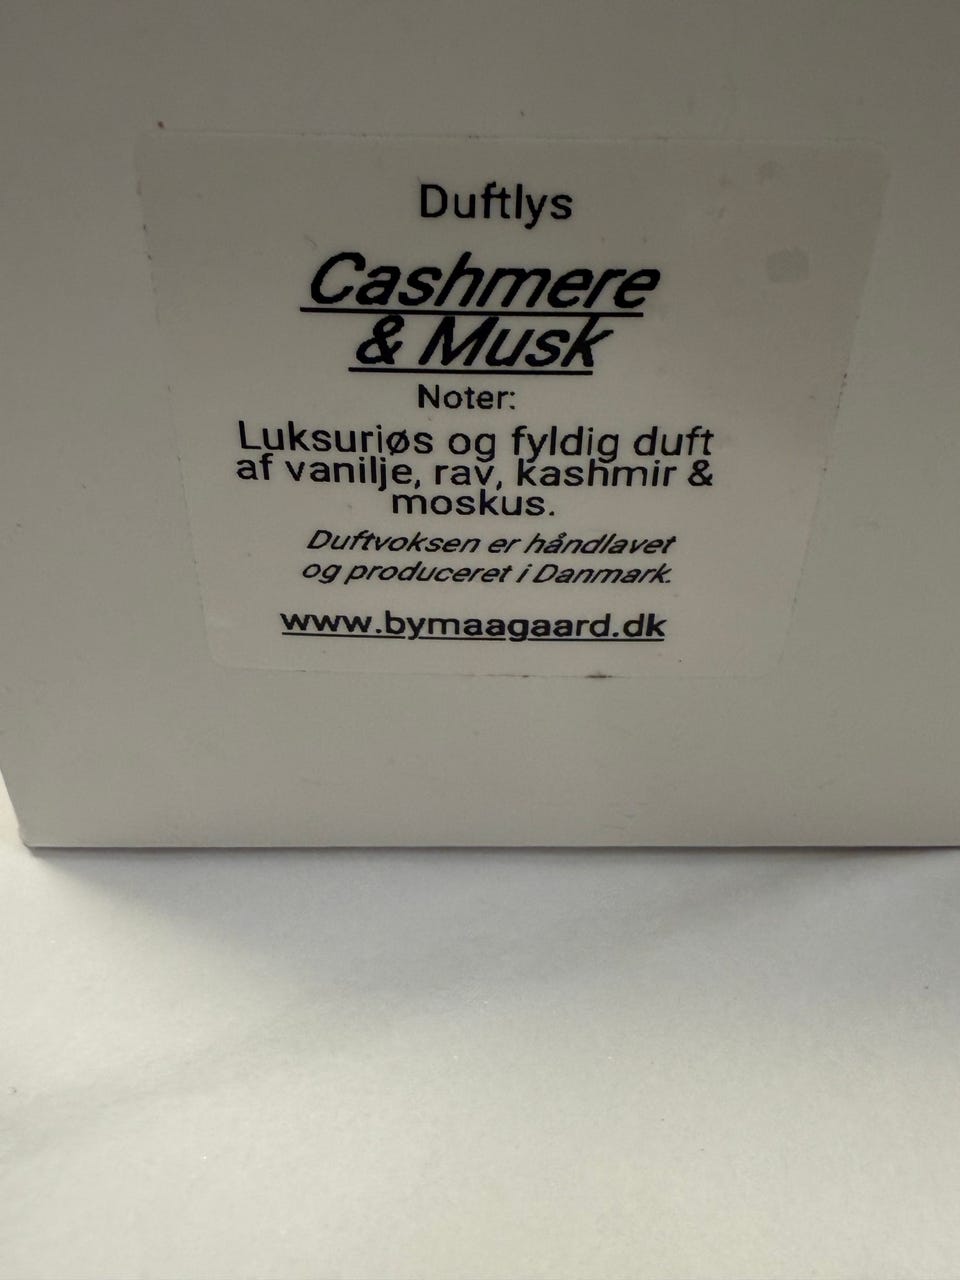 Duftlys
Cashmere
& Musk
Noter:
Luksuriøs og fyldig duft
af vanilje, rav, kashmir &
moskus.
Duftvoksen er håndlavet
og produceret i Danmark.
www.bymaagaard.dk